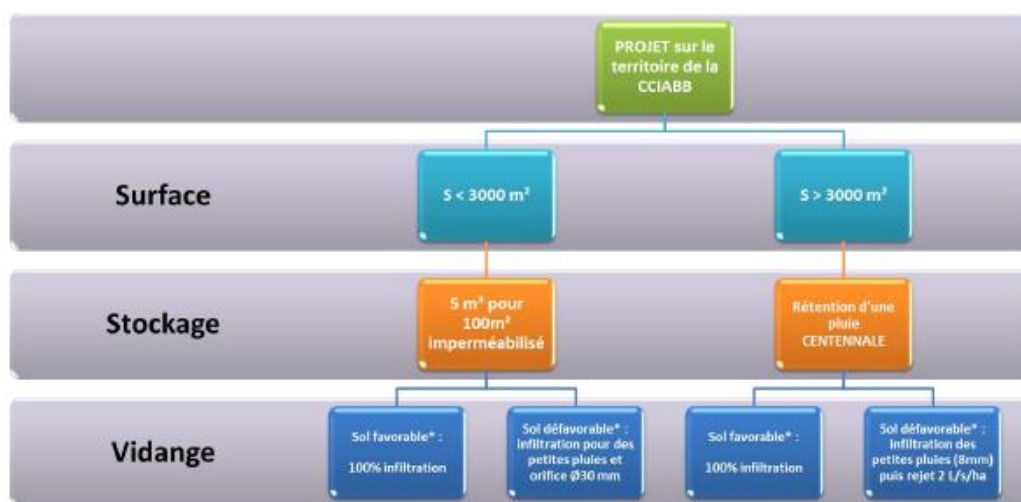 PROJET sur le
territoire de la
CCIABB
Surface
S < 3000 m²
S > 3000 m²
Stockage
5 m³ pour
100m²
imperméabilisé
Rétention d'une
pluie
CENTENNALE
Vidange
Sol favorable* :
100% infiltration
Sol défavorable* :
Infiltration pour des
petites pluies et
orifice Ø30 mm
Sol favorable* :
100% infiltration
Sol défavorable* :
Infiltration des
petites pluies (8mm)
puis rejet 2 L/s/ha